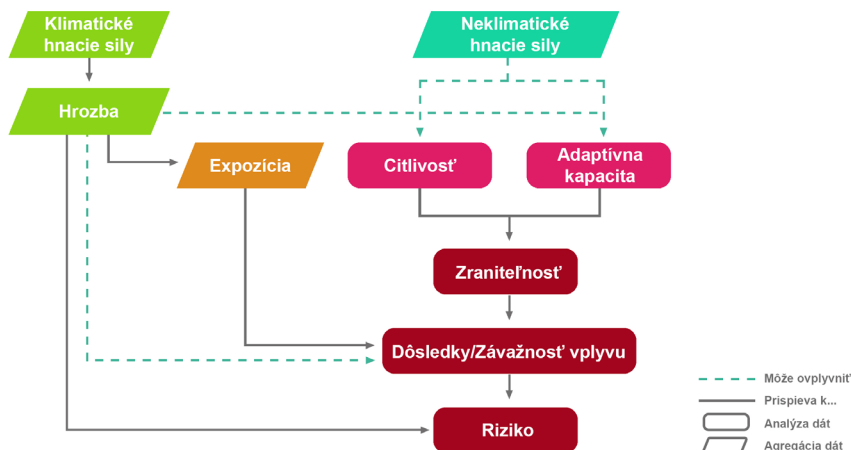 Klimatické
hnacie sily
Neklimatické
hnacie sily
Hrozba
Expozícia
Citlivosť
Adaptívna
kapacita
Zraniteľnosť
Dôsledky/Závažnosť vplyvu
Riziko
Môže ovplyvniť
Prispieva k...
Analýza dát
Agregácia dát